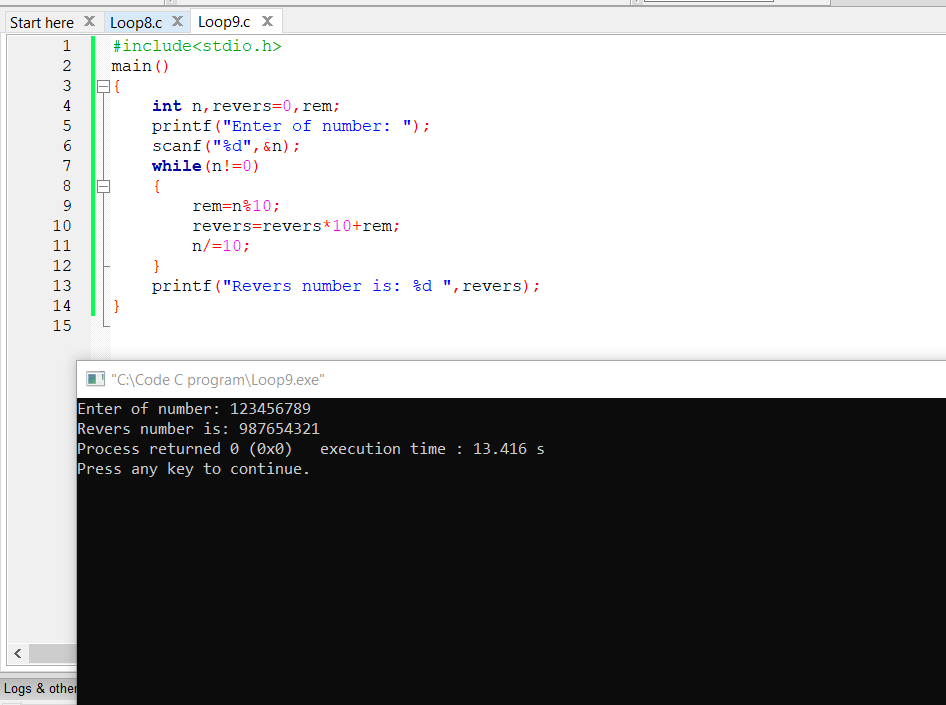 Start here Loop8.c Loop9.c
1 #include<stdio.h>
2 main()
3 {
4 int n,revers=0,rem;
5 printf("Enter of number: ");
6 scanf("%d",&n);
7 while(n!=0)
8 {
9 rem=n%10;
10 revers=revers*10+rem;
11 n/=10;
12 }
13 printf("Revers number is: %d ",revers);
14 }
15
"C:\Code C program\Loop9.exe"
Enter of number: 123456789
Revers number is: 987654321
Process returned 0 (0x0) execution time : 13.416 s
Press any key to continue.
Logs & other